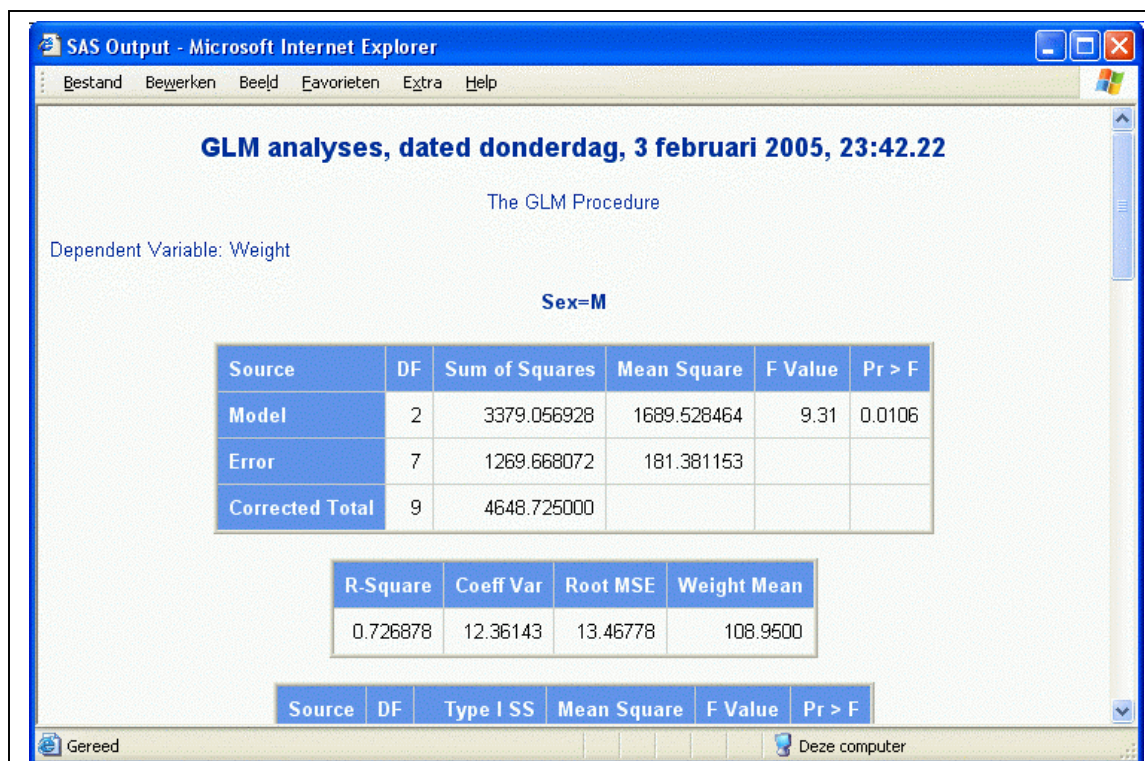 SAS Output - Microsoft Internet Explorer
Bestand Bewerken Beeld Favorieten Extra Help
GLM analyses, dated donderdag, 3 februari 2005, 23:42.22
The GLM Procedure
Dependent Variable: Weight
Sex=M
Source DF Sum of Squares Mean Square F Value Pr > F
Model 2 3379.056928 1689.528464 9.31 0.0106
Error 7 1269.668072 181.381153
Corrected Total 9 4648.725000
R-Square Coeff Var Root MSE Weight Mean
0.726878 12.36143 13.46778 108.9500
Source DF Type I SS Mean Square F Value Pr > F
Gereed Deze computer